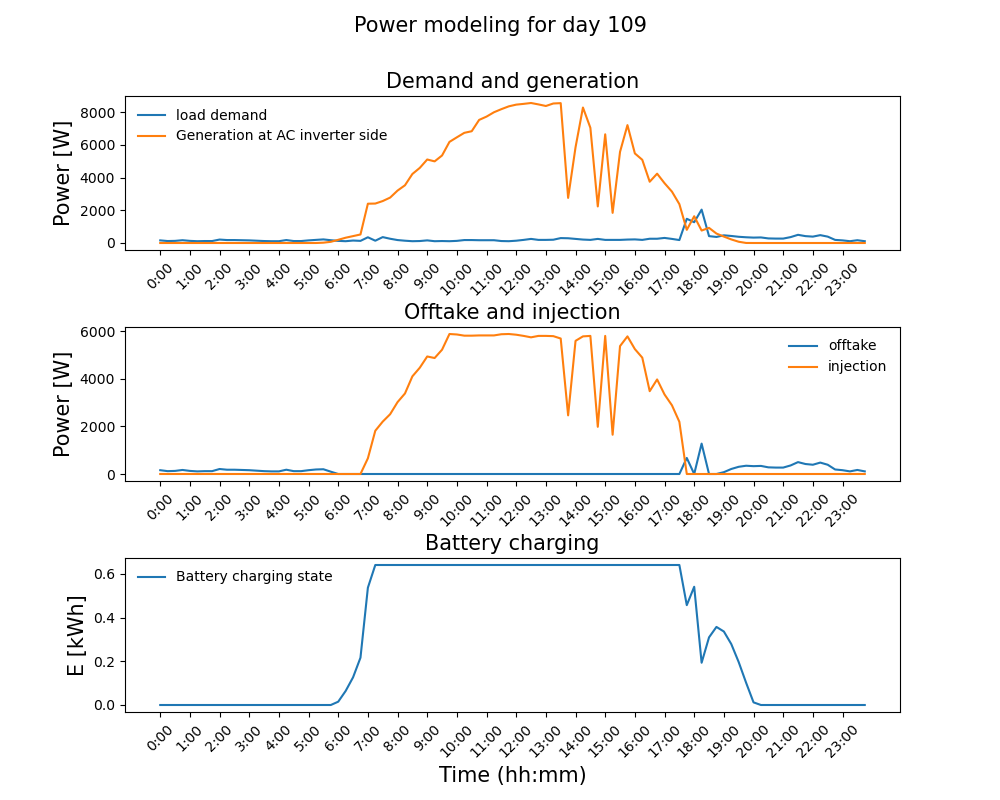 Power modeling for day 109
Demand and generation
Power [W]
8000
6000
4000
2000
0
load demand
Generation at AC inverter side
0:00 1:00 2:00 3:00 4:00 5:00 6:00 7:00 8:00 9:00 10:00 11:00 12:00 13:00 14:00 15:00 16:00 17:00 18:00 19:00 20:00 21:00 22:00 23:00
Offtake and injection
Power [W]
6000
4000
2000
0
offtake
injection
0:00 1:00 2:00 3:00 4:00 5:00 6:00 7:00 8:00 9:00 10:00 11:00 12:00 13:00 14:00 15:00 16:00 17:00 18:00 19:00 20:00 21:00 22:00 23:00
Battery charging
E [kWh]
0.6
0.4
0.2
0.0
Battery charging state
0:00 1:00 2:00 3:00 4:00 5:00 6:00 7:00 8:00 9:00 10:00 11:00 12:00 13:00 14:00 15:00 16:00 17:00 18:00 19:00 20:00 21:00 22:00 23:00
Time (hh:mm)